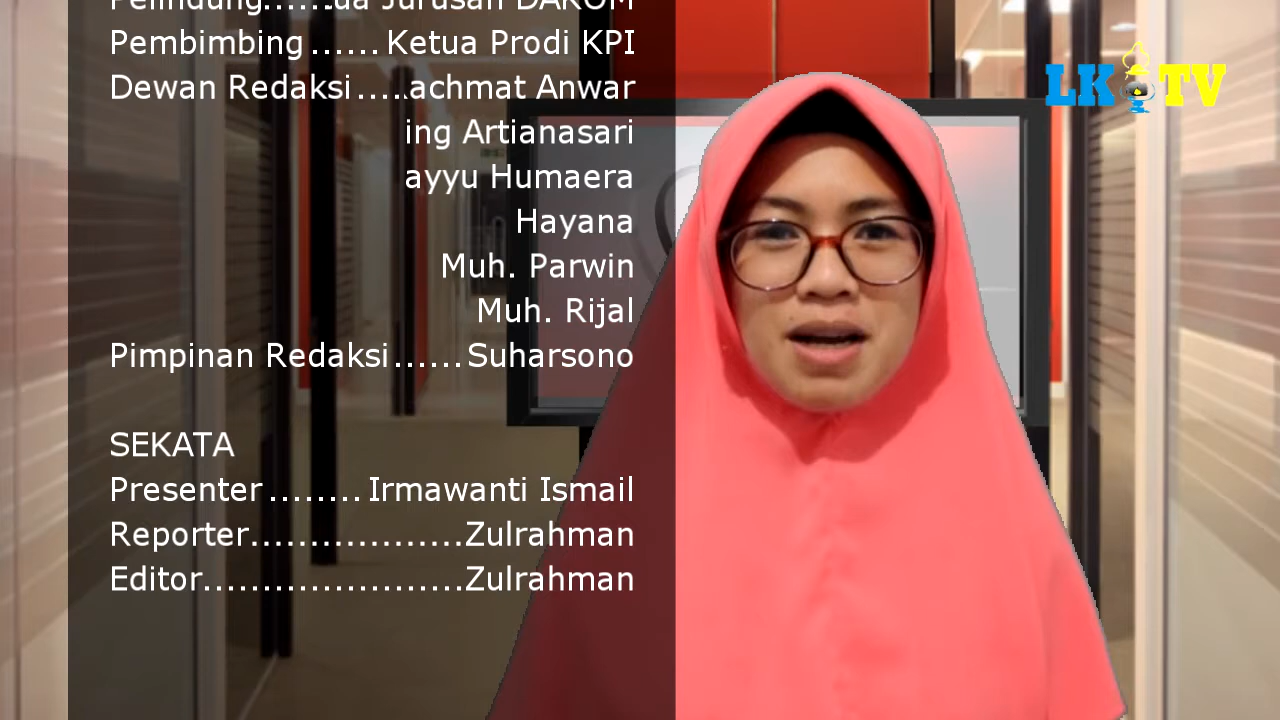 Pembimbing ...... Ketua Prodi KPI
LK TV
Dewan Redaksi ..... achmat Anwar
ing Artianasari
ayyu Humaera
Hayana
Muh. Parwin
Muh. Rijal
Pimpinan Redaksi ...... Suharsono
SEKATA
Presenter ........ Irmawanti Ismail
Reporter..................Zulrahman
Editor......................Zulrahman